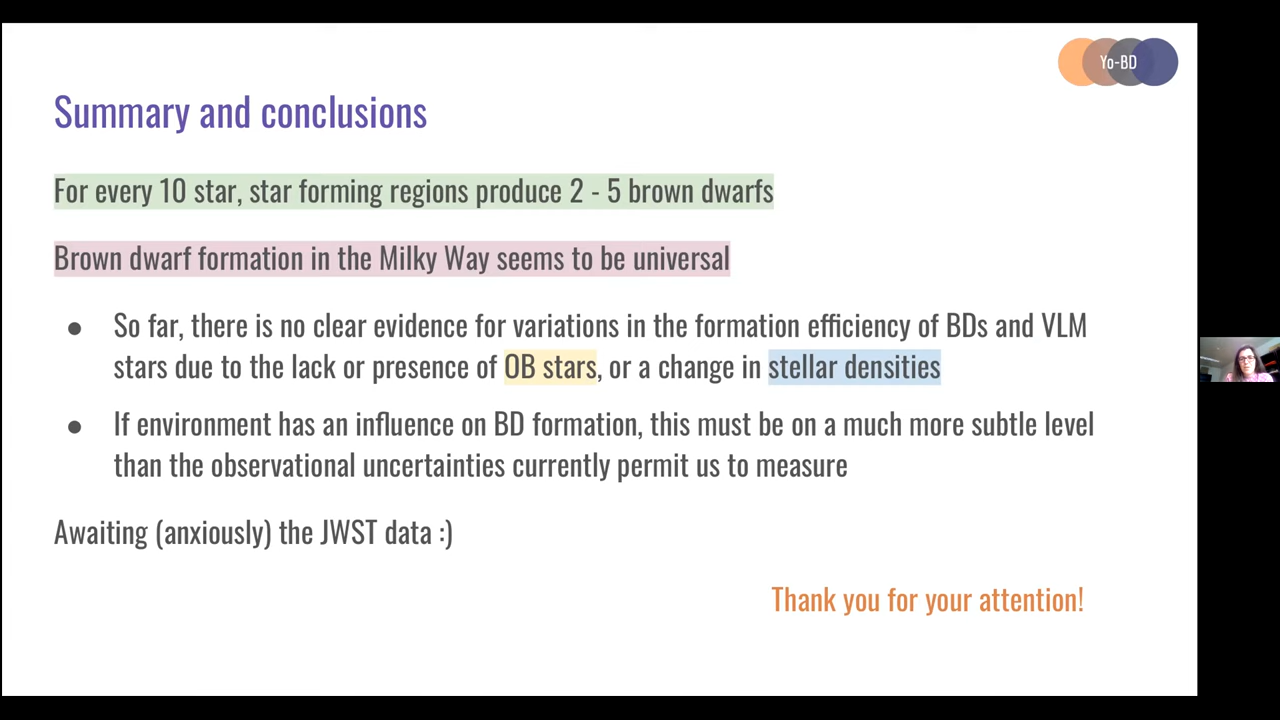 Yo-BD
Summary and conclusions
For every 10 star, star forming regions produce 2 - 5 brown dwarfs
Brown dwarf formation in the Milky Way seems to be universal
● So far, there is no clear evidence for variations in the formation efficiency of BDs and VLM
stars due to the lack or presence of OB stars, or a change in stellar densities
● If environment has an influence on BD formation, this must be on a much more subtle level
than the observational uncertainties currently permit us to measure
Awaiting (anxiously) the JWST data :)
Thank you for your attention!